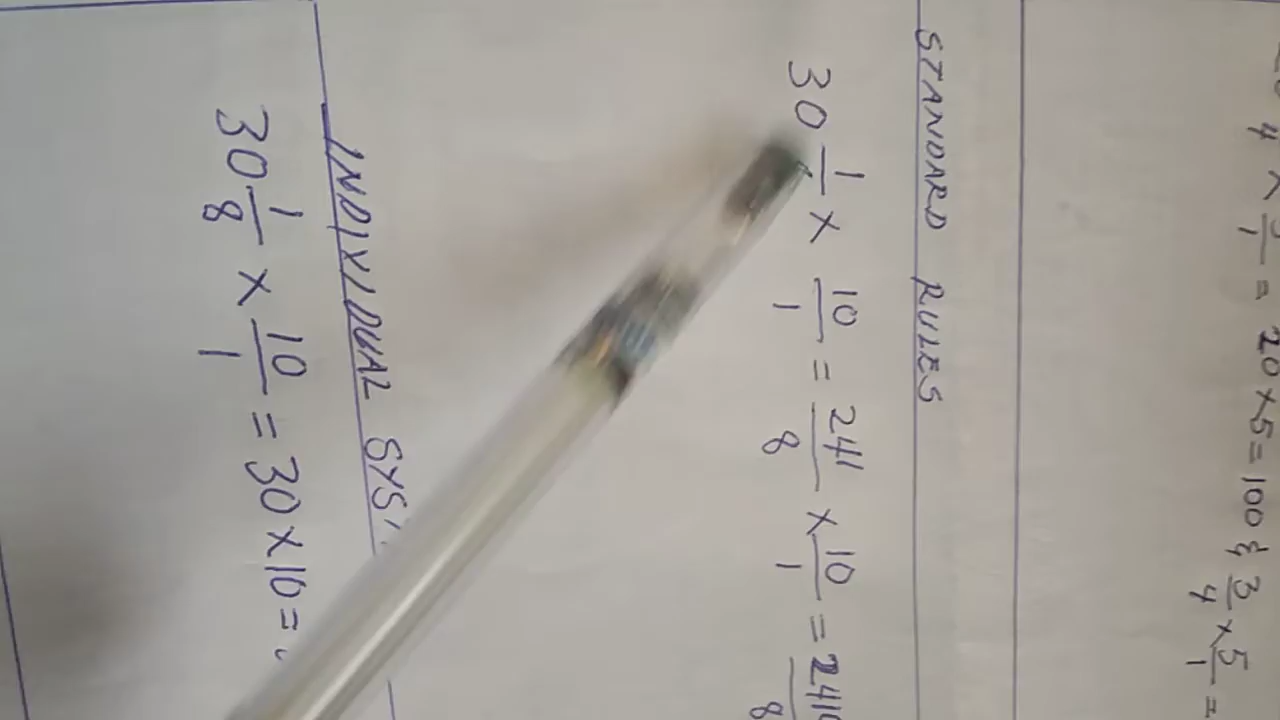 4 × 5/1 = 20 × 5 = 100 & 3/4 × 5/1 =
STANDARD RULES
30 1/ × 10/1 = 241/8 × 10/1 = 2410/8
INDIVIDUAL SYS
30 1/8 × 10/1 = 30 × 10 =